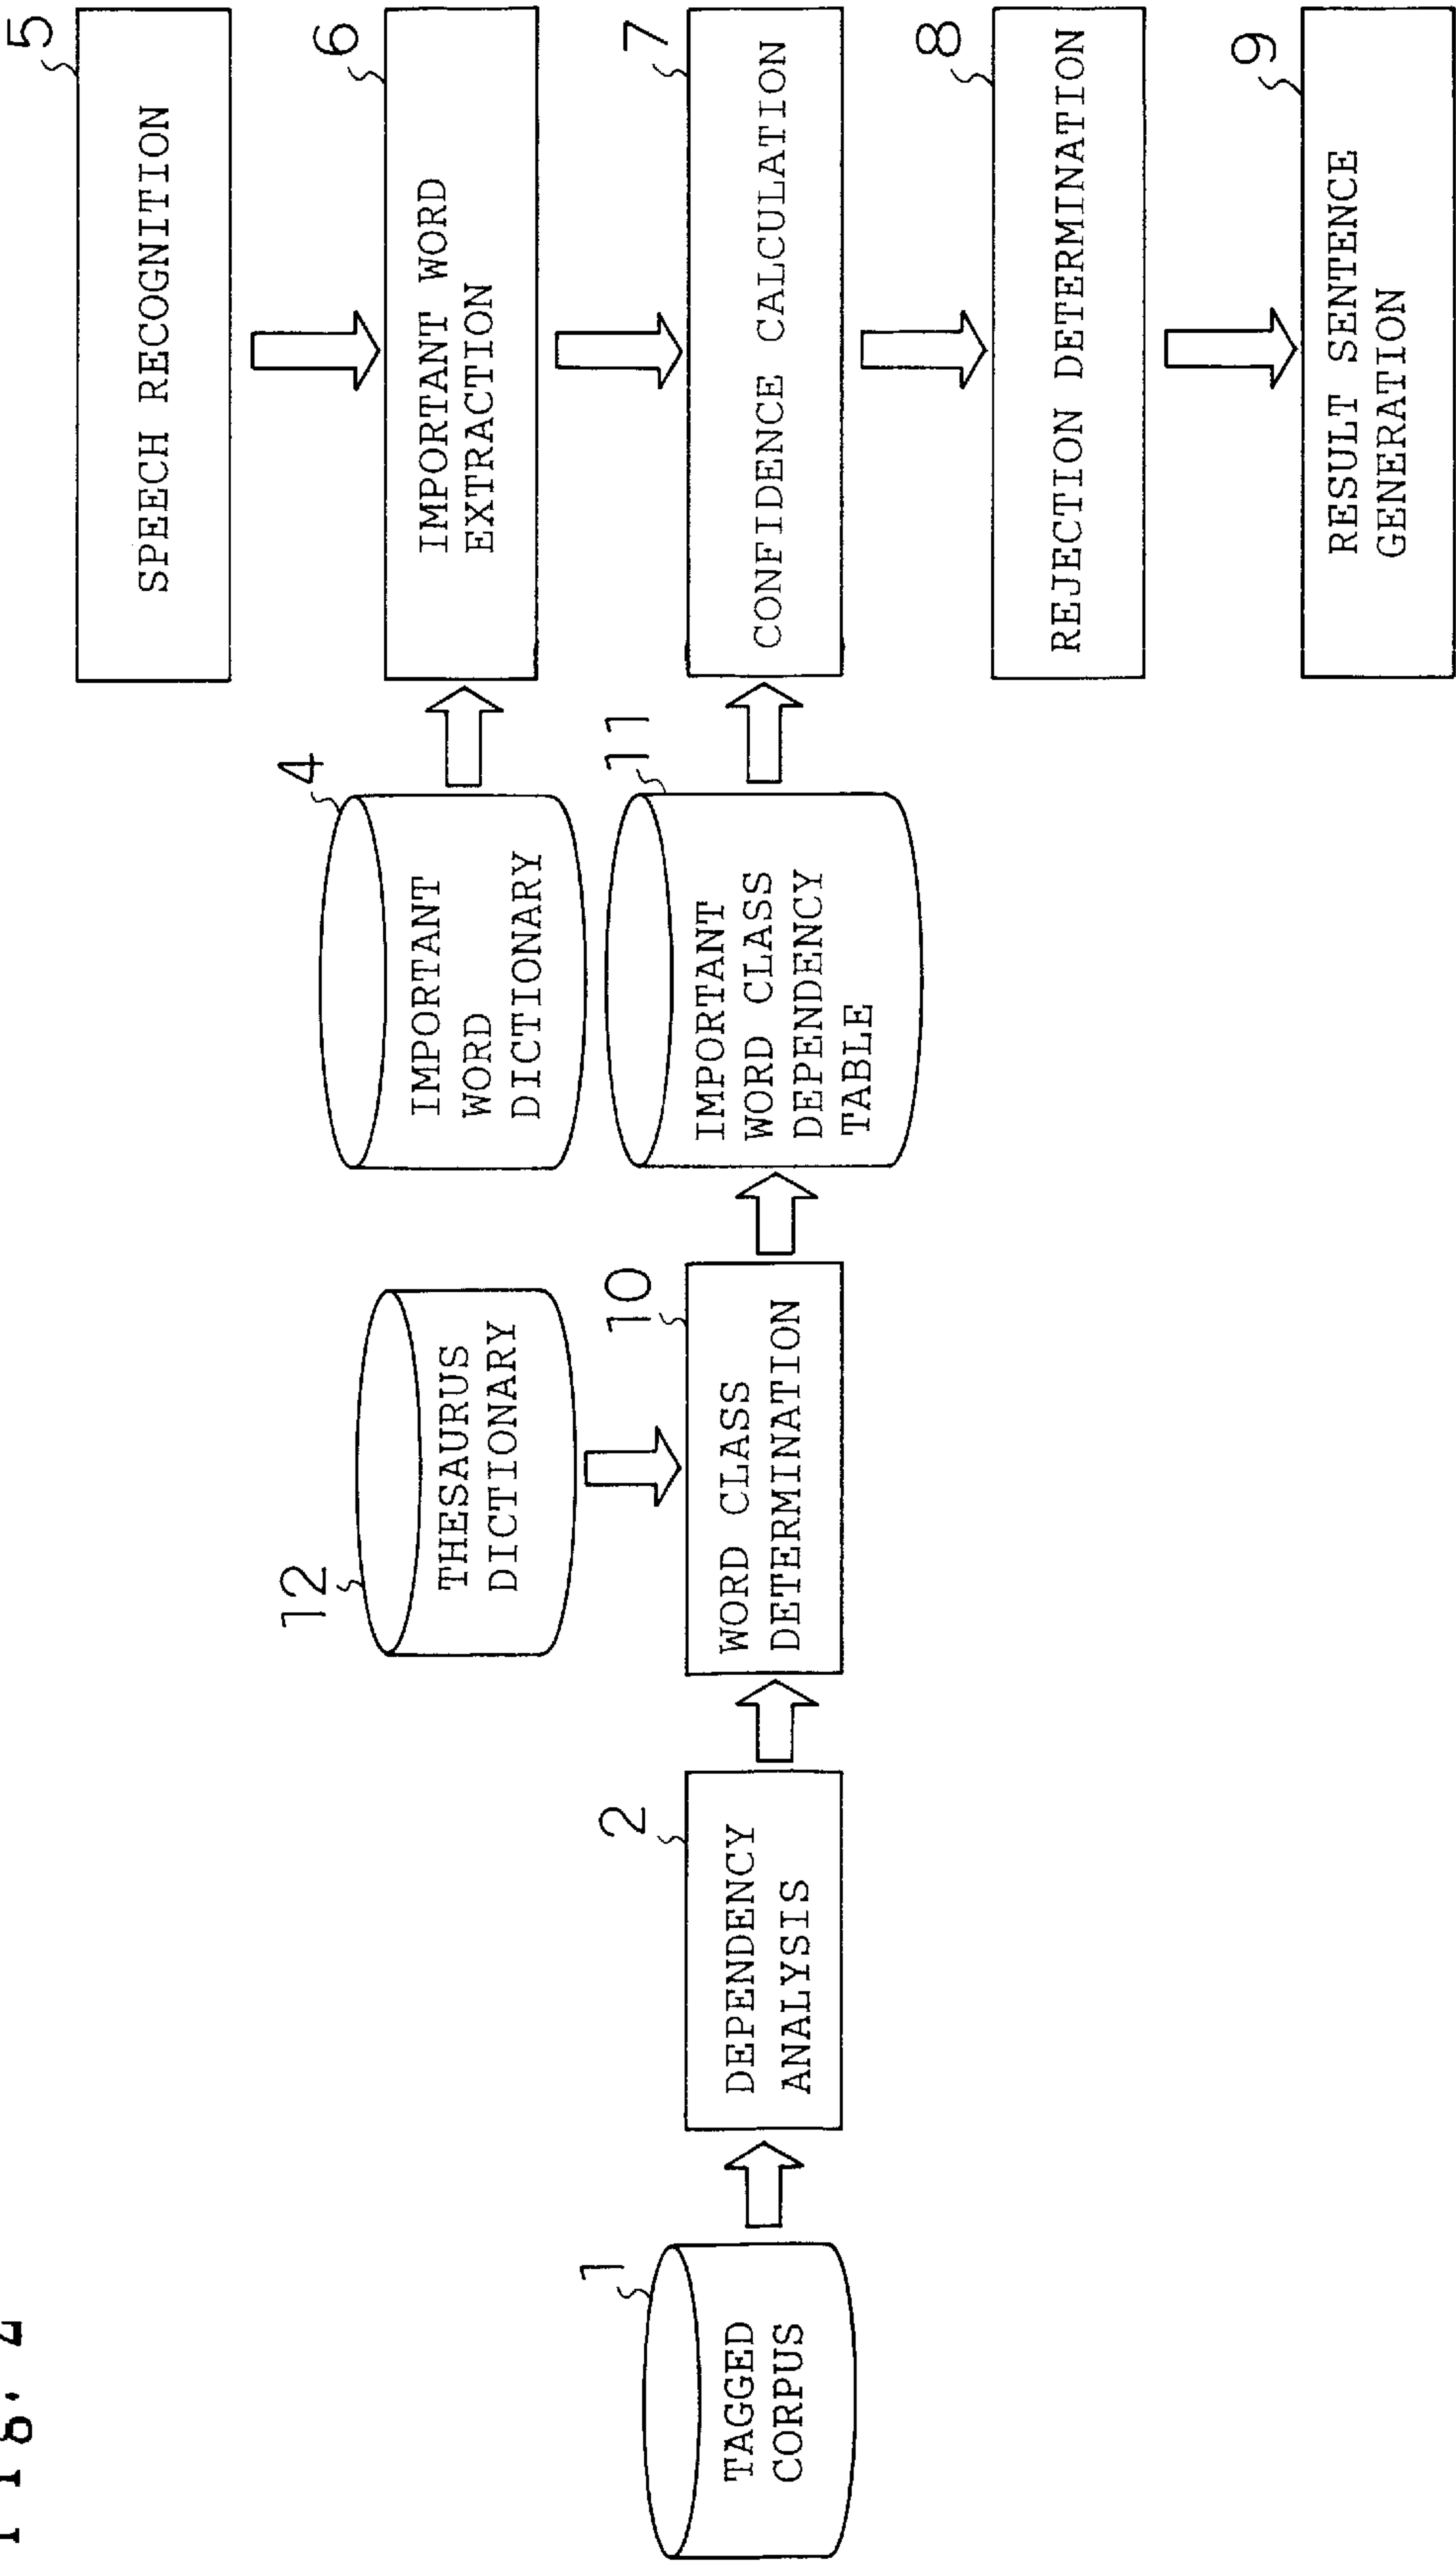 Fig. 2
5
SPEECH RECOGNITION
12
THESAURUS
DICTIONARY
4
IMPORTANT
WORD
DICTIONARY
6
IMPORTANT WORD
EXTRACTION
1
TAGGED
CORPUS
2
DEPENDENCY
ANALYSIS
10
WORD CLASS
DETERMINATION
11
IMPORTANT
WORD CLASS
DEPENDENCY
TABLE
7
CONFIDENCE CALCULATION
8
REJECTION DETERMINATION
9
RESULT SENTENCE
GENERATION